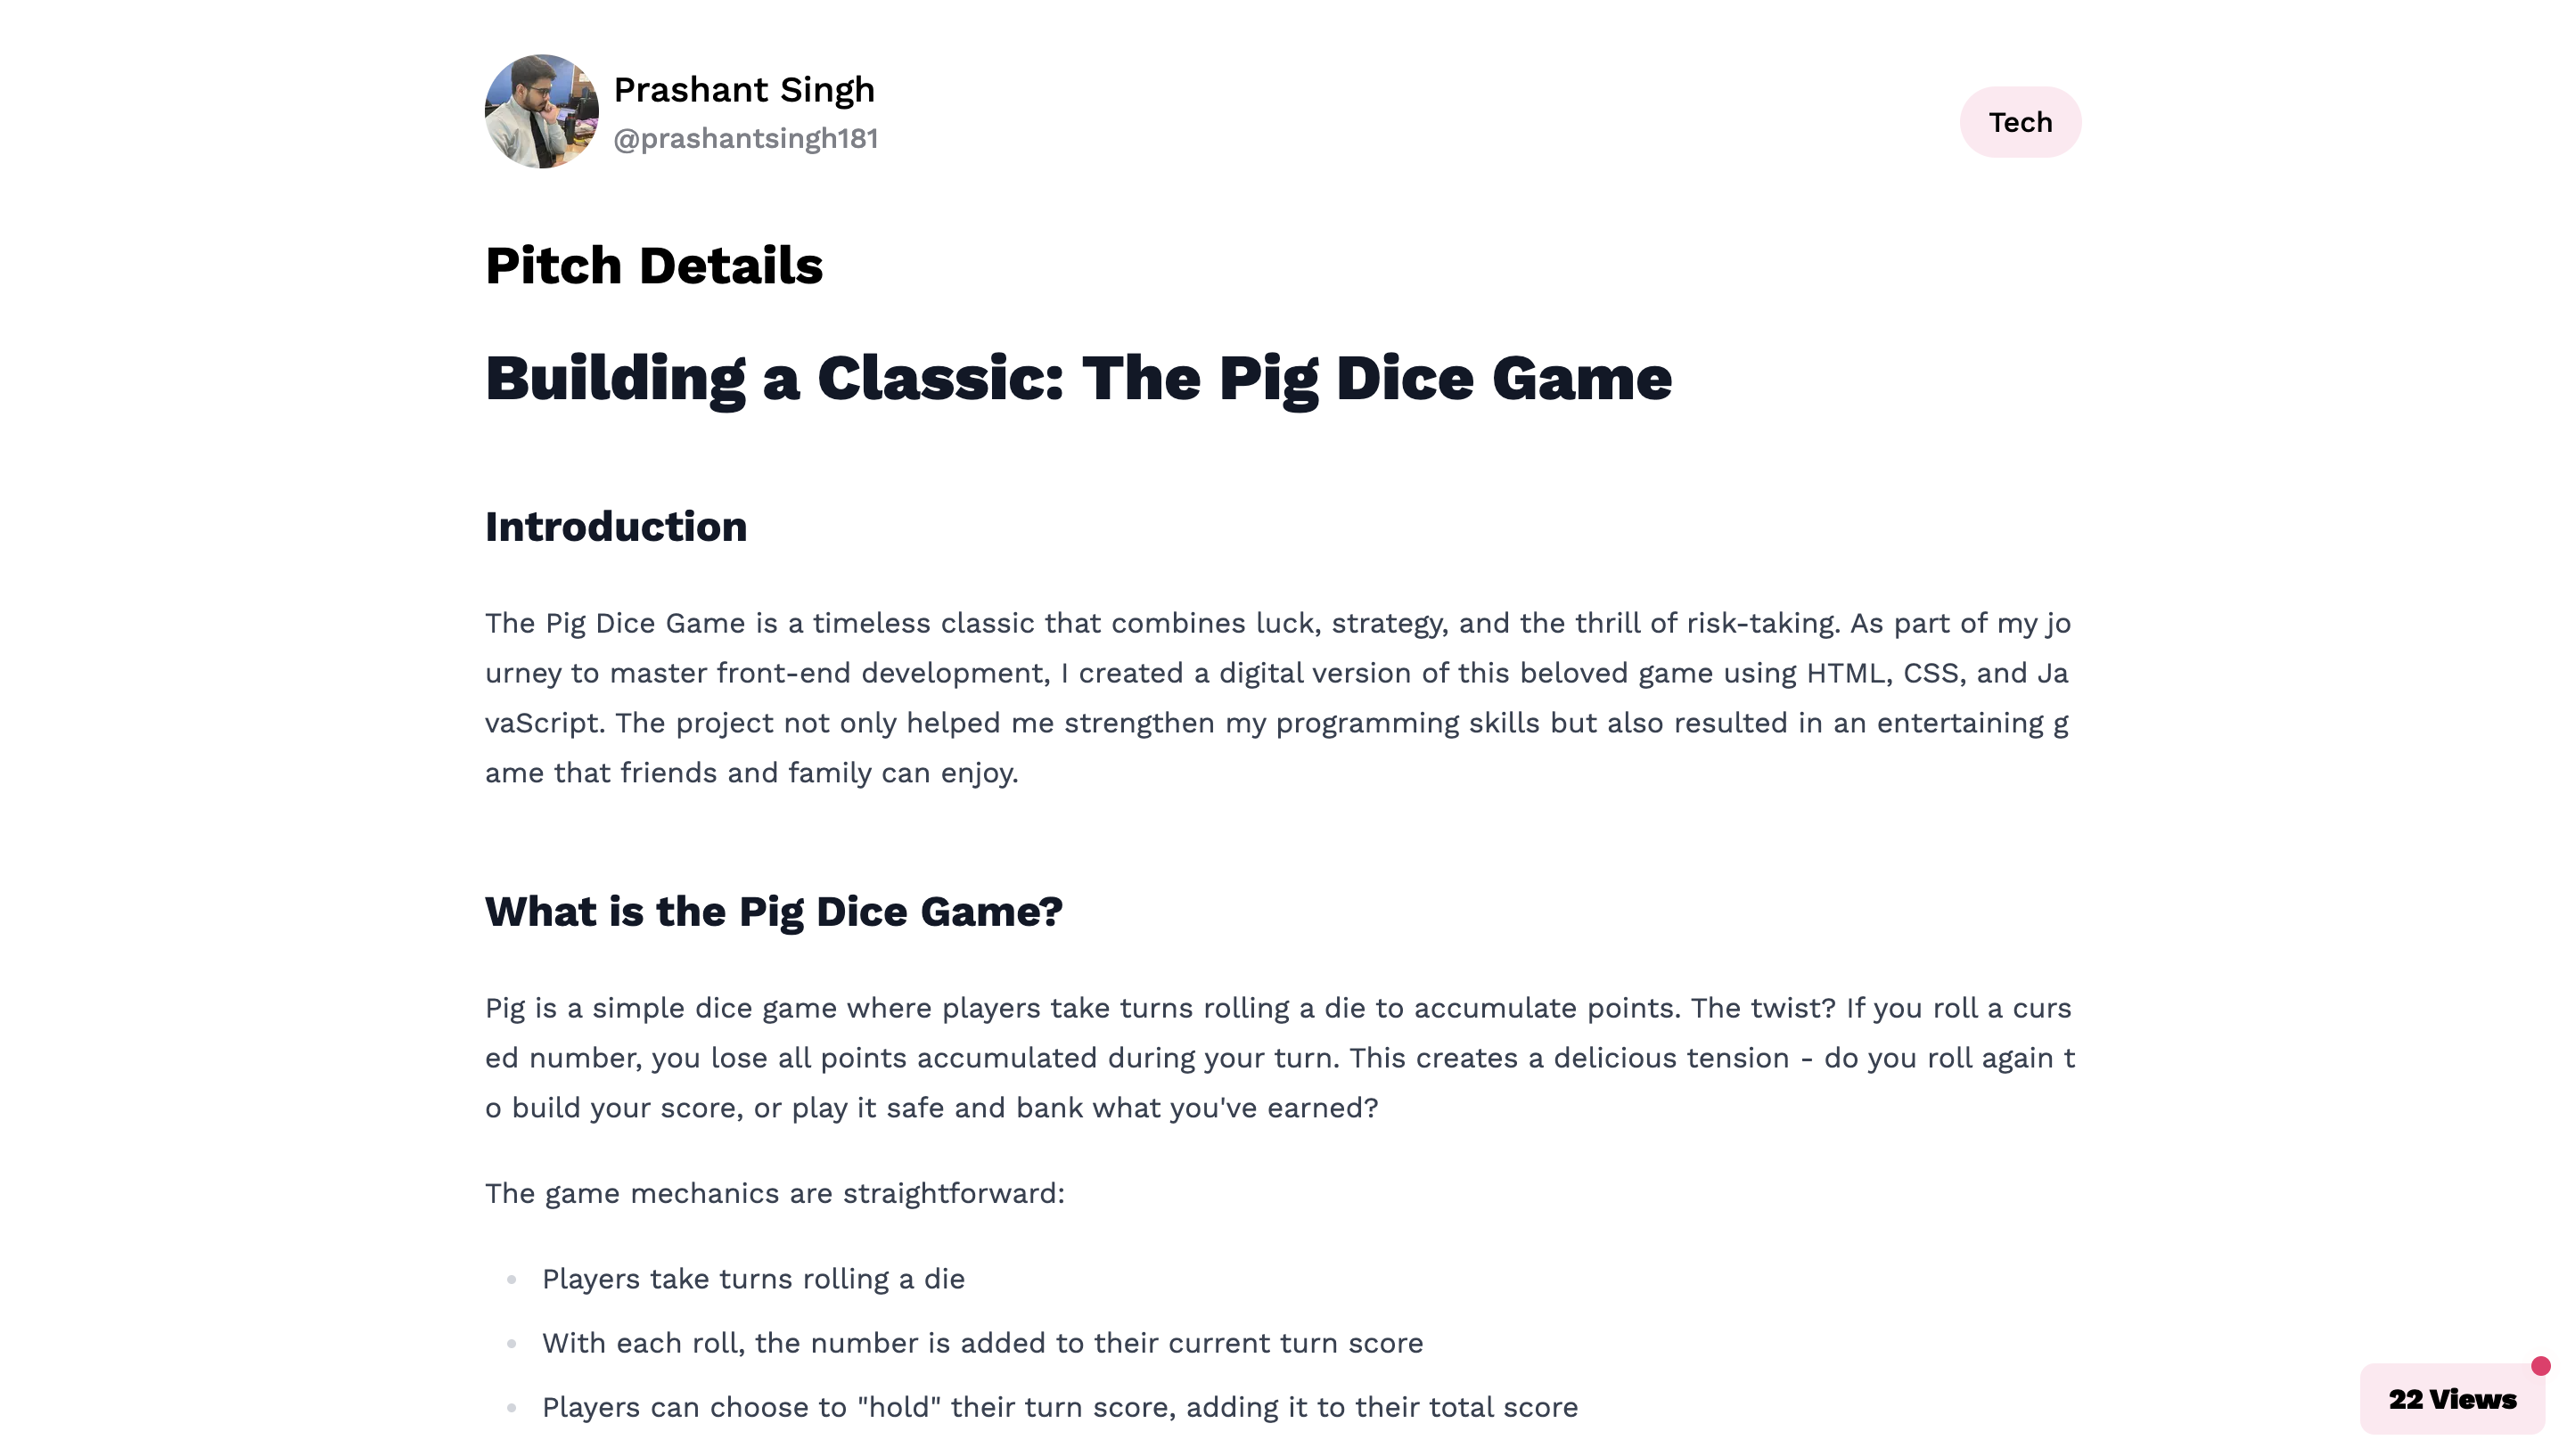 Prashant Singh
@prashantsingh181
Tech
Pitch Details
Building a Classic: The Pig Dice Game
Introduction
The Pig Dice Game is a timeless classic that combines luck, strategy, and the thrill of risk-taking. As part of my jo
urney to master front-end development, I created a digital version of this beloved game using HTML, CSS, and Ja
vaScript. The project not only helped me strengthen my programming skills but also resulted in an entertaining g
ame that friends and family can enjoy.
What is the Pig Dice Game?
Pig is a simple dice game where players take turns rolling a die to accumulate points. The twist? If you roll a curs
ed number, you lose all points accumulated during your turn. This creates a delicious tension - do you roll again t
o build your score, or play it safe and bank what you've earned?
The game mechanics are straightforward:
Players take turns rolling a die
With each roll, the number is added to their current turn score
Players can choose to "hold" their turn score, adding it to their total score
22 Views